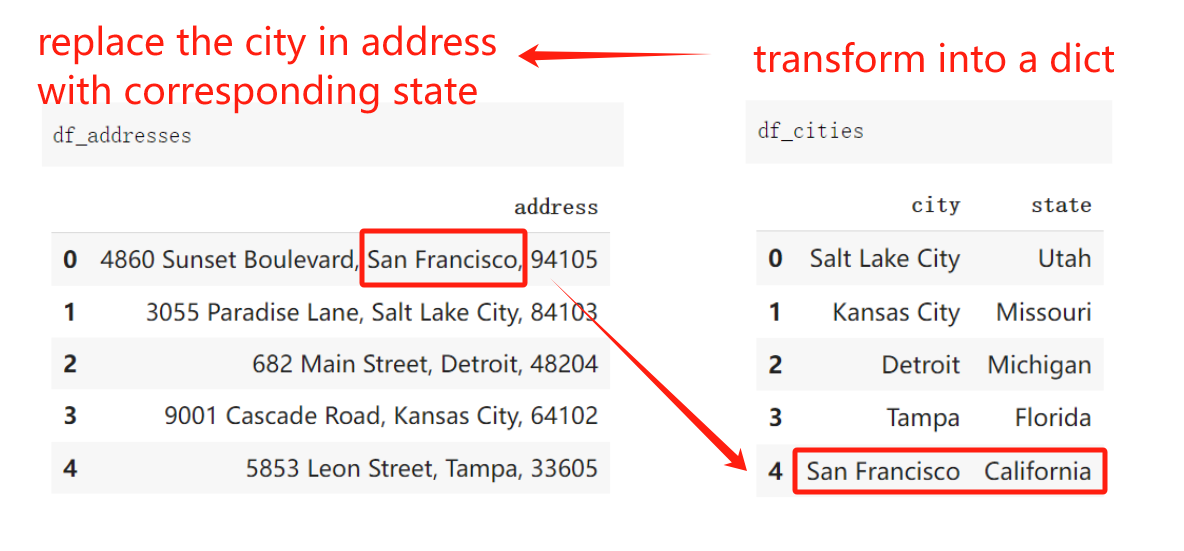 replace the city in address
with corresponding state
transform into a dict
df_addresses
address
0 4860 Sunset Boulevard, San Francisco, 94105
1 3055 Paradise Lane, Salt Lake City, 84103
2 682 Main Street, Detroit, 48204
3 9001 Cascade Road, Kansas City, 64102
4 5853 Leon Street, Tampa, 33605
df_cities
city state
0 Salt Lake City Utah
1 Kansas City Missouri
2 Detroit Michigan
3 Tampa Florida
4 San Francisco California